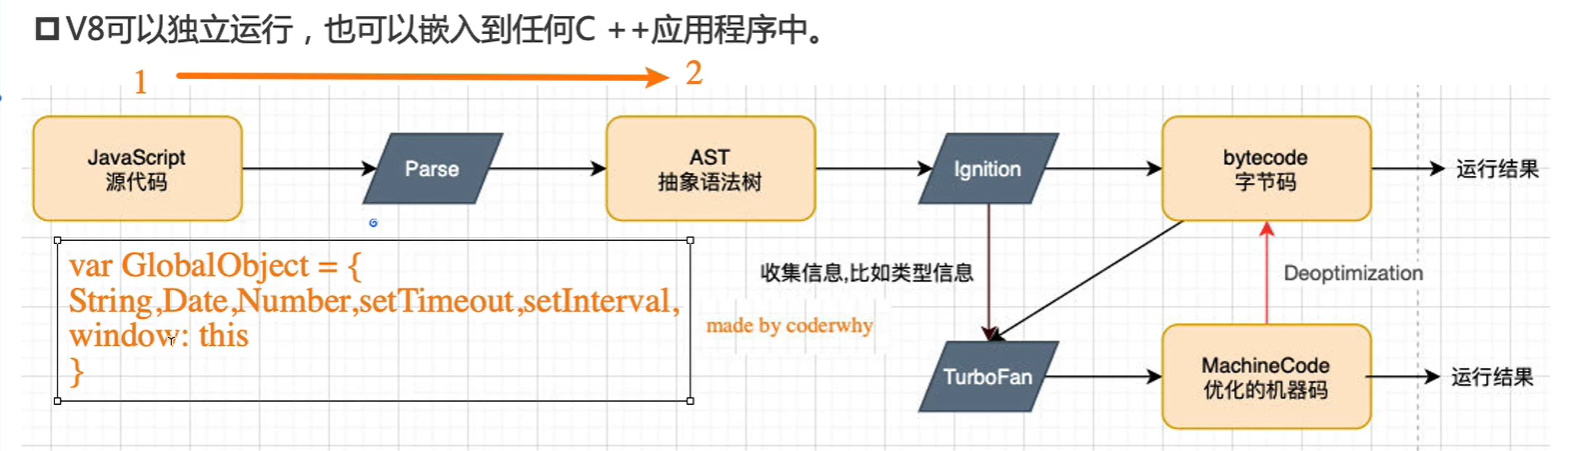 V8可以独立运行，也可以嵌入到任何C ++应用程序中。
1
2
JavaScript
源代码
Parse
AST
抽象语法树
Ignition
bytecode
字节码
运行结果
var GlobalObject = {
String,Date,Number,setTimeout,setInterval,
window: this
}
收集信息,比如类型信息
made by coderwhy
Deoptimization
TurboFan
MachineCode
优化的机器码
运行结果